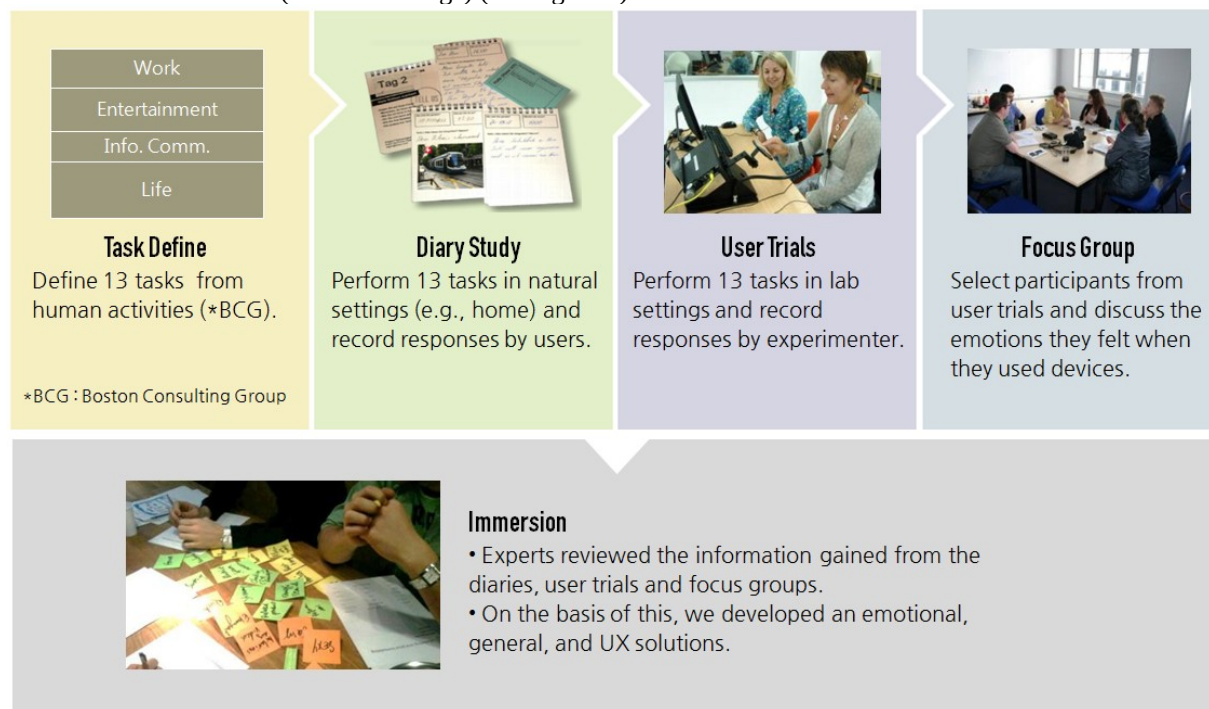 Work
Entertainment
Info. Comm.
Life
Task Define
Define 13 tasks from
human activities (*BCG).
*BCG : Boston Consulting Group
Tag 2
Diary Study
Perform 13 tasks in natural
settings (e.g., home) and
record responses by users.
User Trials
Perform 13 tasks in lab
settings and record
responses by experimenter.
Focus Group
Select participants from
user trials and discuss the
emotions they felt when
they used devices.
Immersion
• Experts reviewed the information gained from the
diaries, user trials and focus groups.
• On the basis of this, we developed an emotional,
general, and UX solutions.
SEXY